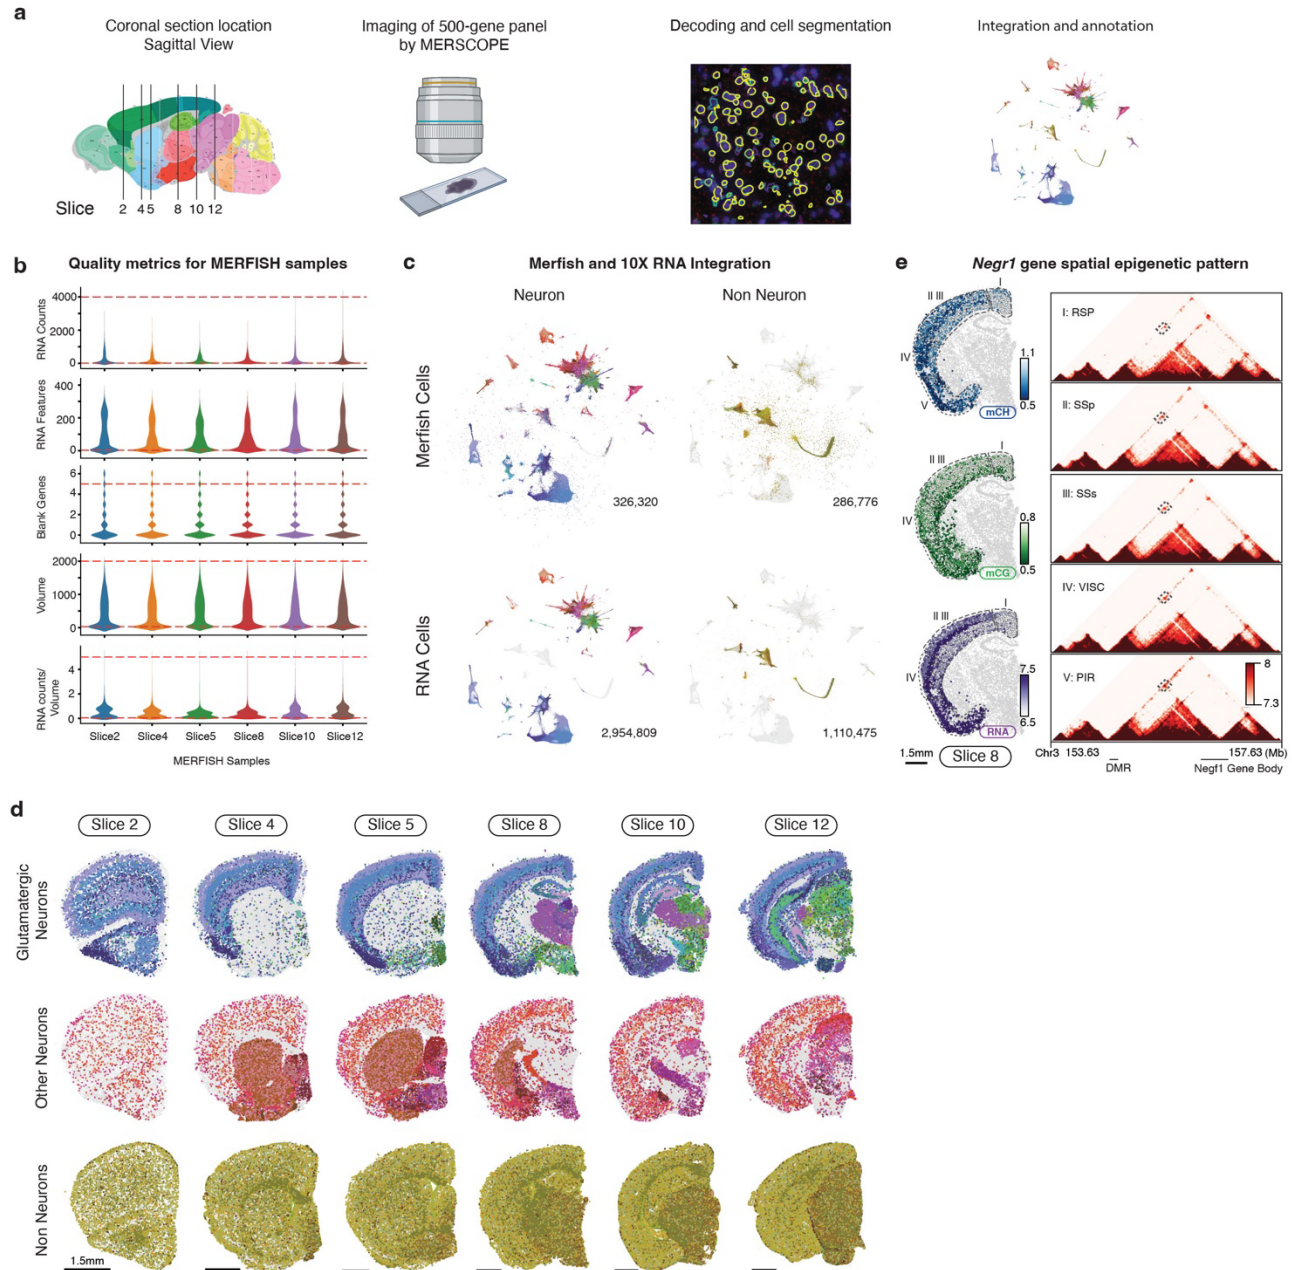 a
Coronal section location
Sagittal View
Imaging of 500-gene panel
by MERSCOPE
Decoding and cell segmentation
Integration and annotation
Slice 2 4 5 8 10 12
b
Quality metrics for MERFISH samples
RNA Counts
4000
2000
0
RNA Features
400
200
0
Blank Genes
6
4
2
0
Volume
2000
1000
0
RNA counts/
Volume
4
2
0
Slice2 Slice4 Slice5 Slice8 Slice10 Slice12
MERFISH Samples
c
Merfish and 10X RNA Integration
Neuron
Non Neuron
Merfish Cells
326,320
286,776
RNA Cells
2,954,809
1,110,475
e
Negr1 gene spatial epigenetic pattern
I
II III
IV
V
1.1
0.5
mCH
I
II III
IV
0.8
0.5
mCG
I
II III
IV
7.5
6.5
RNA
1.5mm
Slice 8
I: RSP
II: SSp
III: SSs
IV: VISC
V: PIR
8
7.3
Chr3 153.63
157.63 (Mb)
DMR
Negf1 Gene Body
d
Slice 2
Slice 4
Slice 5
Slice 8
Slice 10
Slice 12
Glutamatergic
Neurons
Other Neurons
Non Neurons
1.5mm